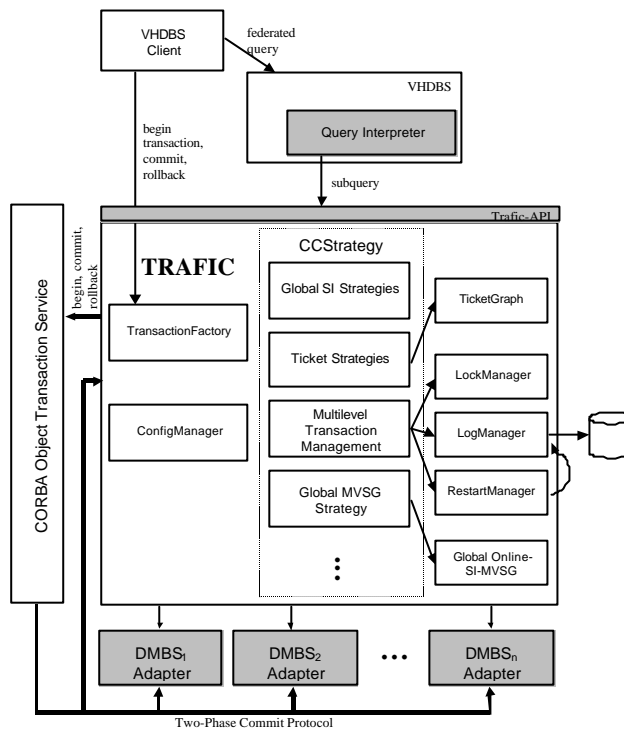 VHDBS
Client
federated
query
VHDBS
Query Interpreter
begin
transaction,
commit,
rollback
subquery
Trafic-API
CORBA Object Transaction Service
begin, commit,
rollback
TRAFIC
CCStrategy
Global SI Strategies
TicketGraph
TransactionFactory
Ticket Strategies
LockManager
ConfigManager
Multilevel
Transaction
Management
LogManager
Global MVSG
Strategy
RestartManager
Global Online-
SI-MVSG
DMBS1
Adapter
DMBS2
Adapter
DMBSn
Adapter
Two-Phase Commit Protocol